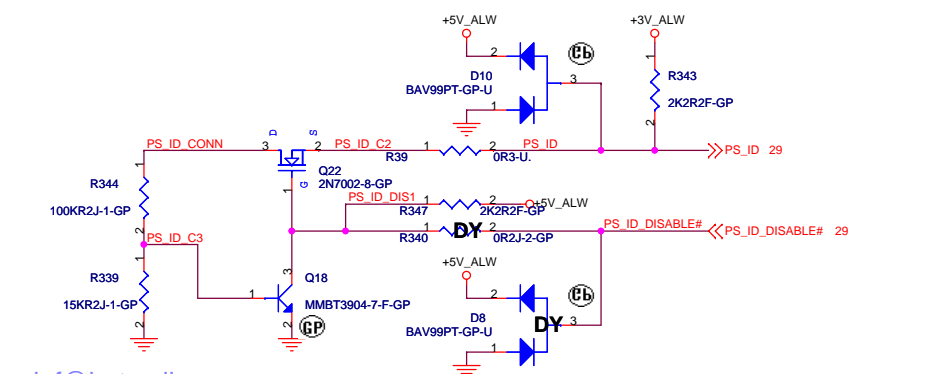 +5V_ALW
+3V_ALW
2
Cb
1
D10
BAV99PT-GP-U
3
R343
2K2R2F-GP
1
2
D
S
PS_ID_CONN
3
2
PS_ID_C2
1
2
PS_ID
PS_ID 29
R39
0R3-U.
1
G
Q22
2N7002-8-GP
R344
100KR2J-1-GP
1
2
PS_ID_DIS1
1
2
+5V_ALW
R347
2K2R2F-GP
PS_ID_DISABLE#
PS_ID_DISABLE# 29
R340
1
DY
2
0R2J-2-GP
PS_ID_C3
+5V_ALW
R339
15KR2J-1-GP
1
2
3
Q18
1
MMBT3904-7-F-GP
2
GP
2
Cb
D8
BAV99PT-GP-U
DY
3
1